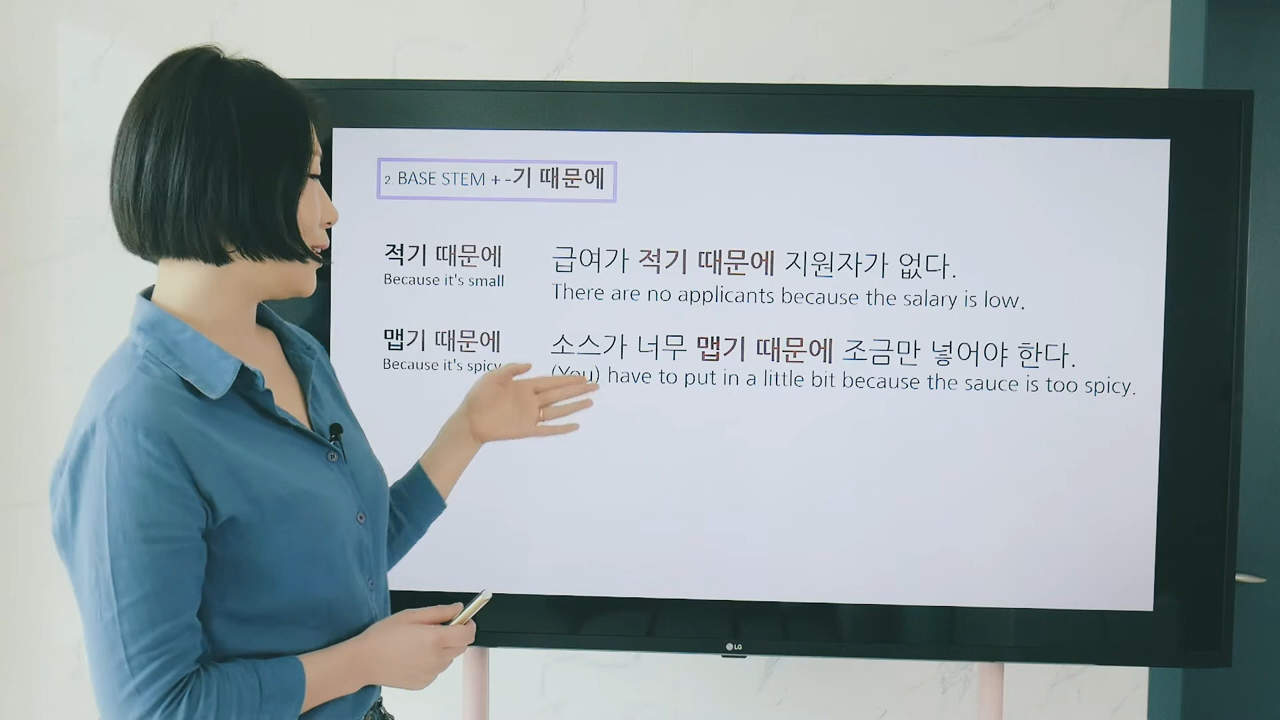 2. BASE STEM + -기 때문에
적기 때문에
Because it's small
급여가 적기 때문에 지원자가 없다.
There are no applicants because the salary is low.
맵기 때문에
Because it's spicy
소스가 너무 맵기 때문에 조금만 넣어야 한다.
(You) have to put in a little bit because the sauce is too spicy.
LG